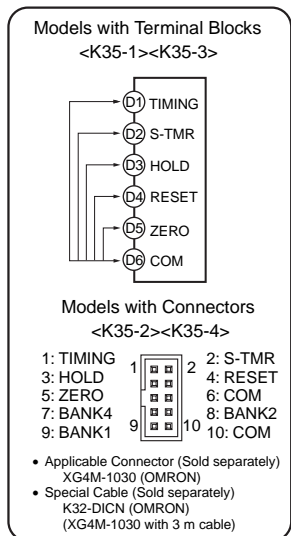 Models with Terminal Blocks
<K35-1><K35-3>
D1 TIMING
D2 S-TMR
D3 HOLD
D4 RESET
D5 ZERO
D6 COM
Models with Connectors
<K35-2><K35-4>
1: TIMING
3: HOLD
5: ZERO
7: BANK4
9: BANK1
1 2
9 10
2: S-TMR
4: RESET
6: COM
8: BANK2
10: COM
• Applicable Connector (Sold separately)
XG4M-1030 (OMRON)
• Special Cable (Sold separately)
K32-DICN (OMRON)
(XG4M-1030 with 3 m cable)